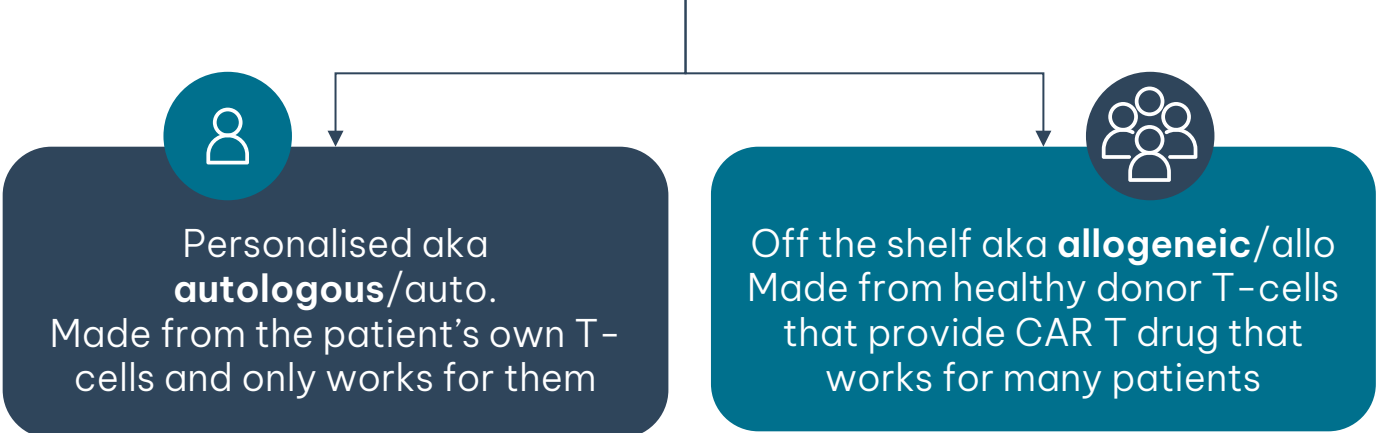 Personalised aka
autologous/auto.
Made from the patient’s own T-
cells and only works for them
Off the shelf aka allogeneic/allo
Made from healthy donor T-cells
that provide CAR T drug that
works for many patients